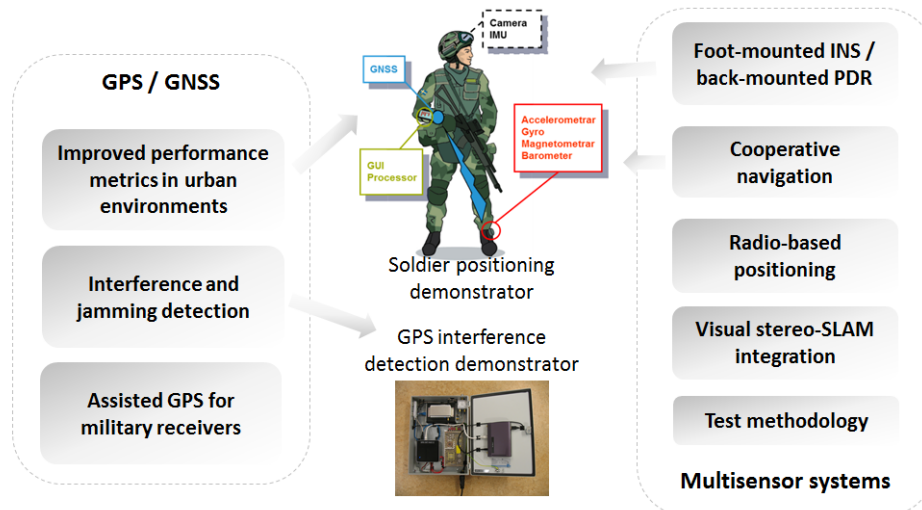 GPS / GNSS
Improved performance
metrics in urban
environments
Interference and
jamming detection
Assisted GPS for
military receivers
Camera
IMU
GNSS
GUI
Processor
Accelerometrar
Gyro
Magnetometrar
Barometer
Soldier positioning
demonstrator
GPS interference
detection demonstrator
Foot-mounted INS /
back-mounted PDR
Cooperative
navigation
Radio-based
positioning
Visual stereo-SLAM
integration
Test methodology
Multisensor systems